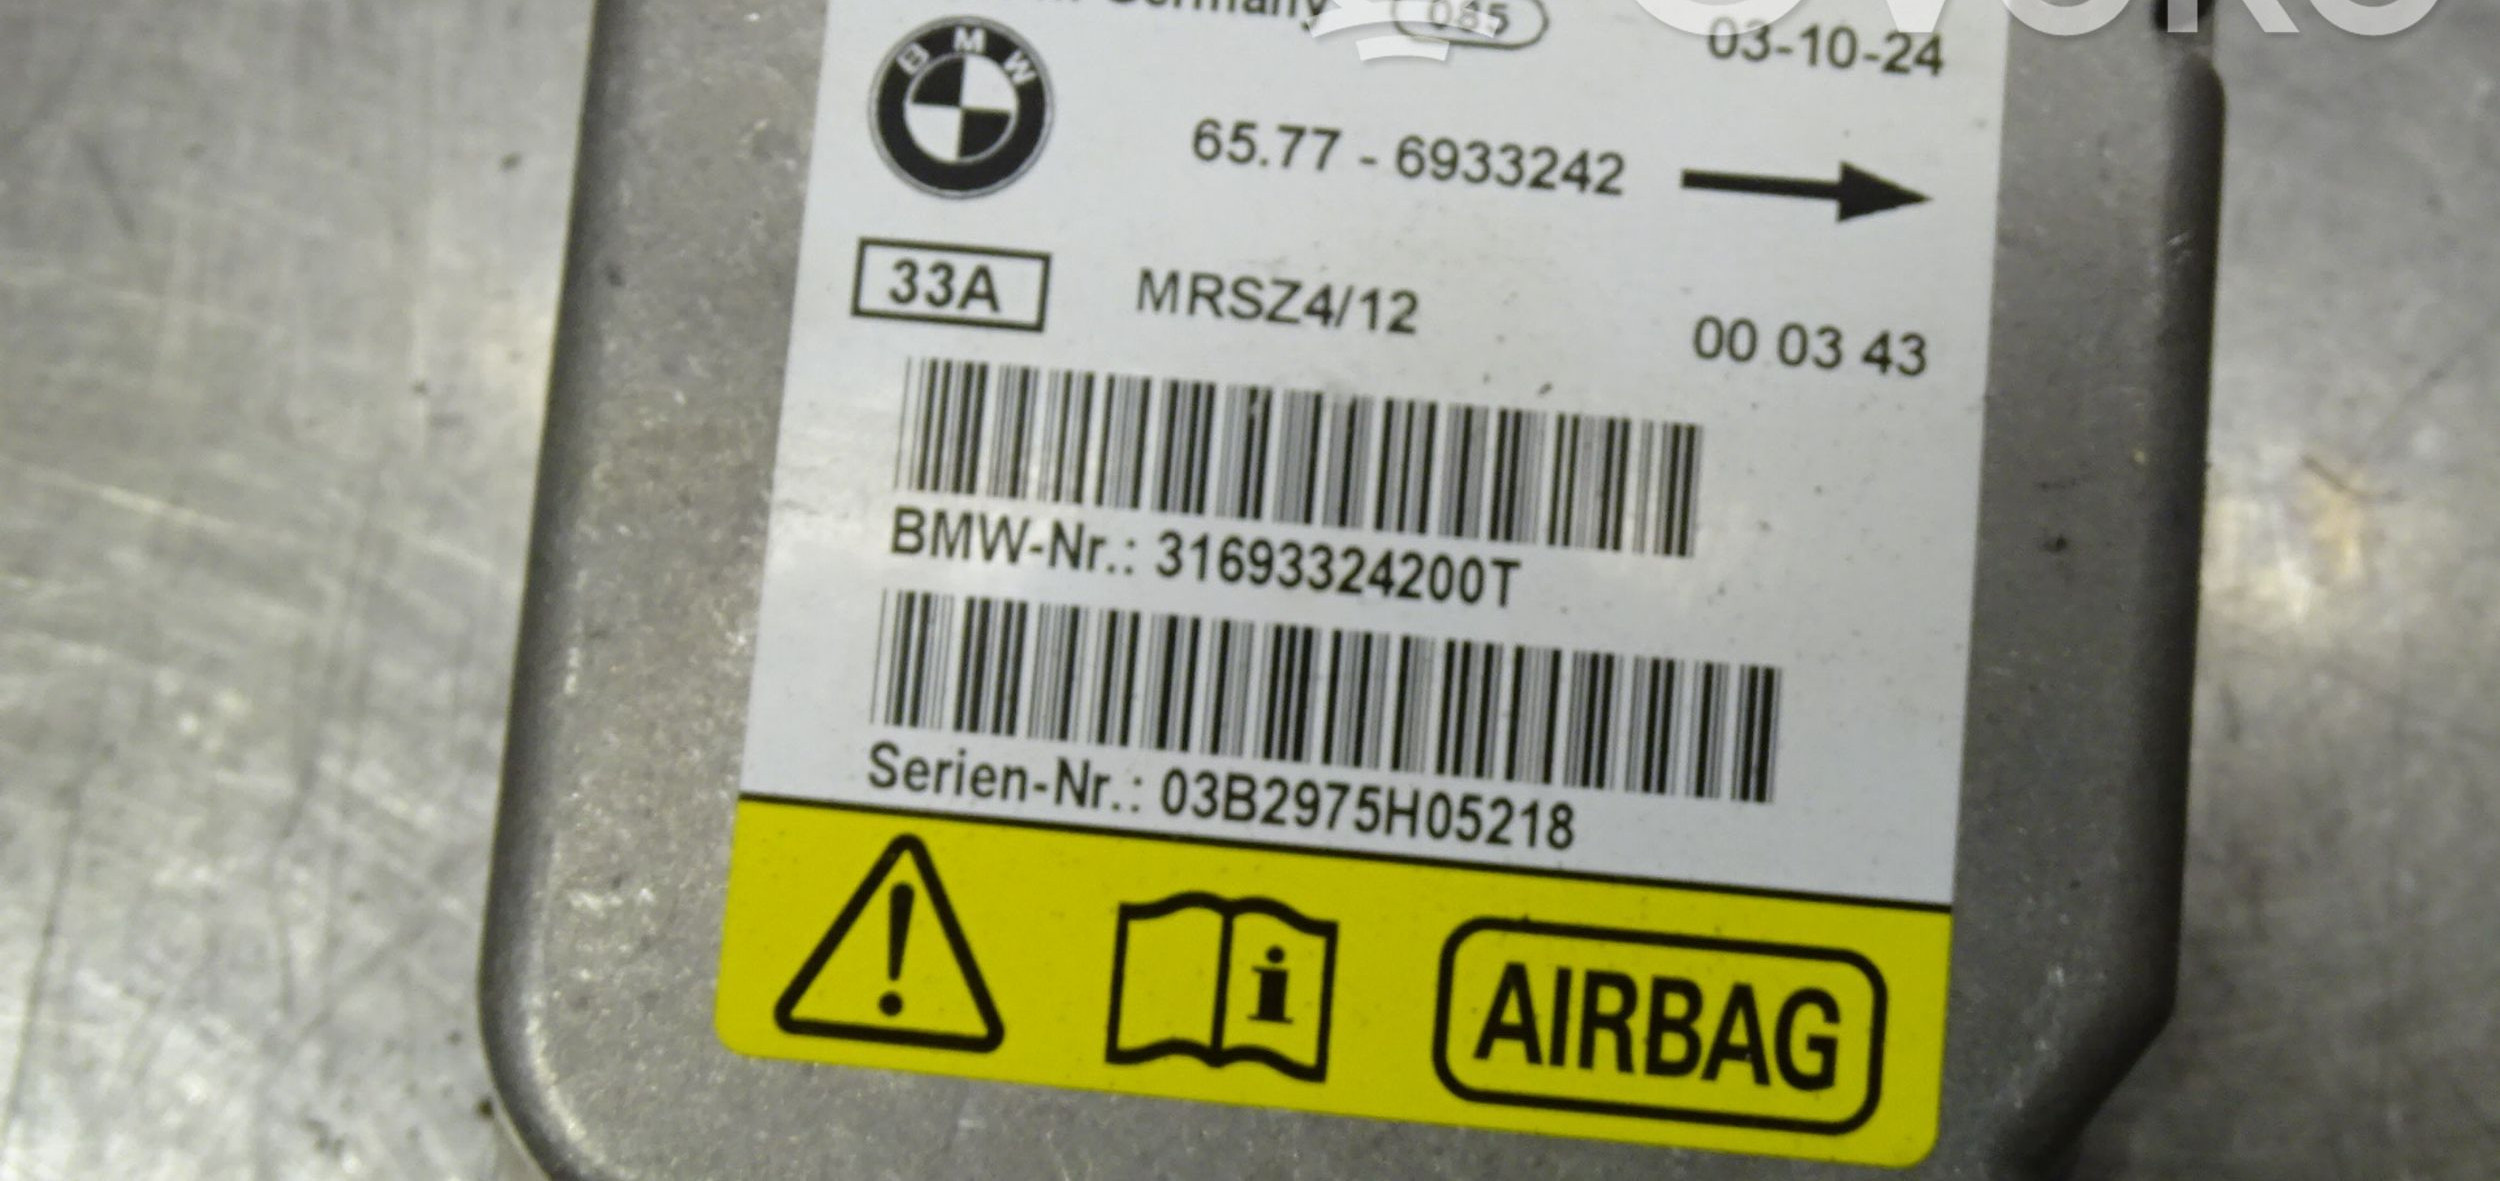 Germany 085 03-10-24
BMW
65.77 - 6933242
33A MRSZ4/12 00 03 43
BMW-Nr.: 31693324200T
Serien-Nr.: 03B2975H05218
i
AIRBAG